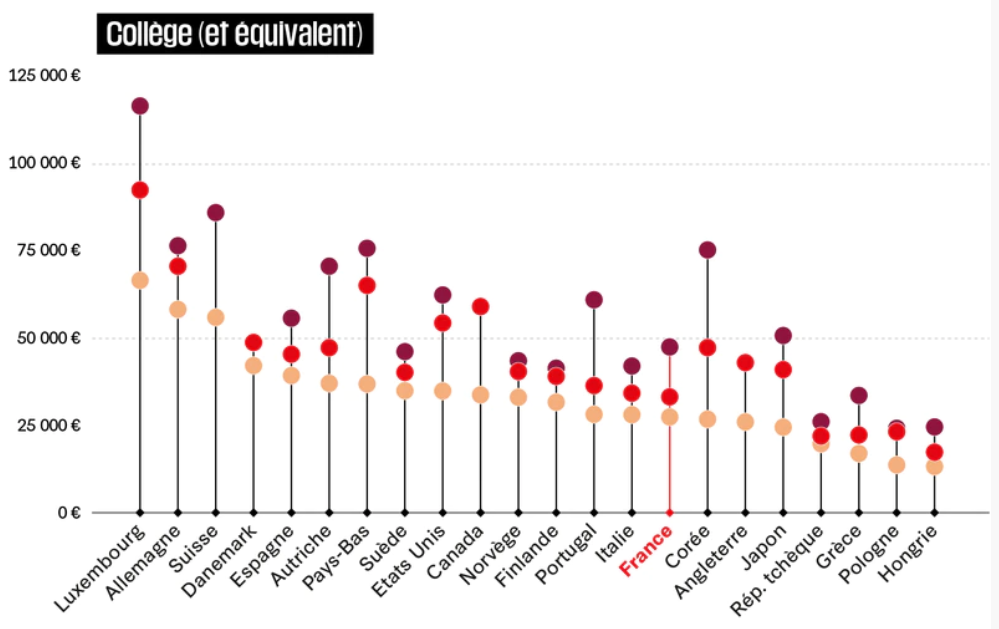 Collège (et équivalent)
125 000 €
100 000 €
75 000 €
50 000 €
25 000 €
0 €
Luxembourg
Allemagne
Suisse
Danemark
Espagne
Autriche
Pays-Bas
Suède
Etats Unis
Canada
Norvège
Finlande
Portugal
Italie
France
Corée
Angleterre
Japon
Rép. tchèque
Grèce
Pologne
Hongrie